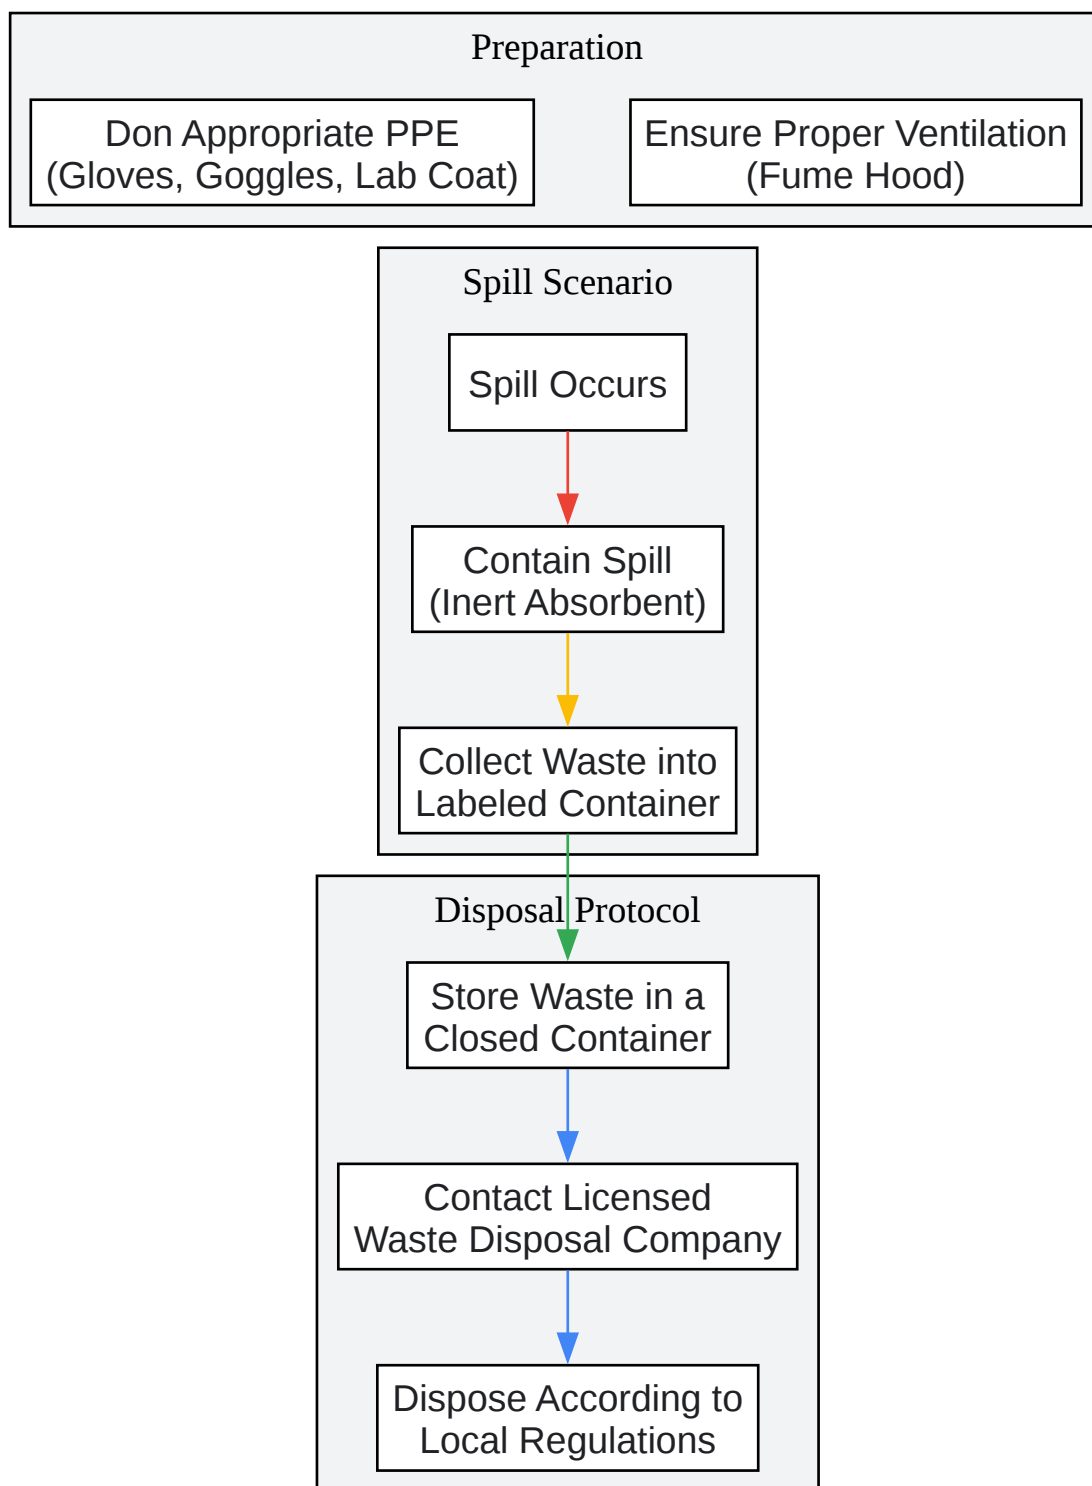 Preparation
Don Appropriate PPE
(Gloves, Goggles, Lab Coat)
Ensure Proper Ventilation
(Fume Hood)
Spill Scenario
Spill Occurs
Contain Spill
(Inert Absorbent)
Collect Waste into
Labeled Container
Disposal Protocol
Store Waste in a
Closed Container
Contact Licensed
Waste Disposal Company
Dispose According to
Local Regulations